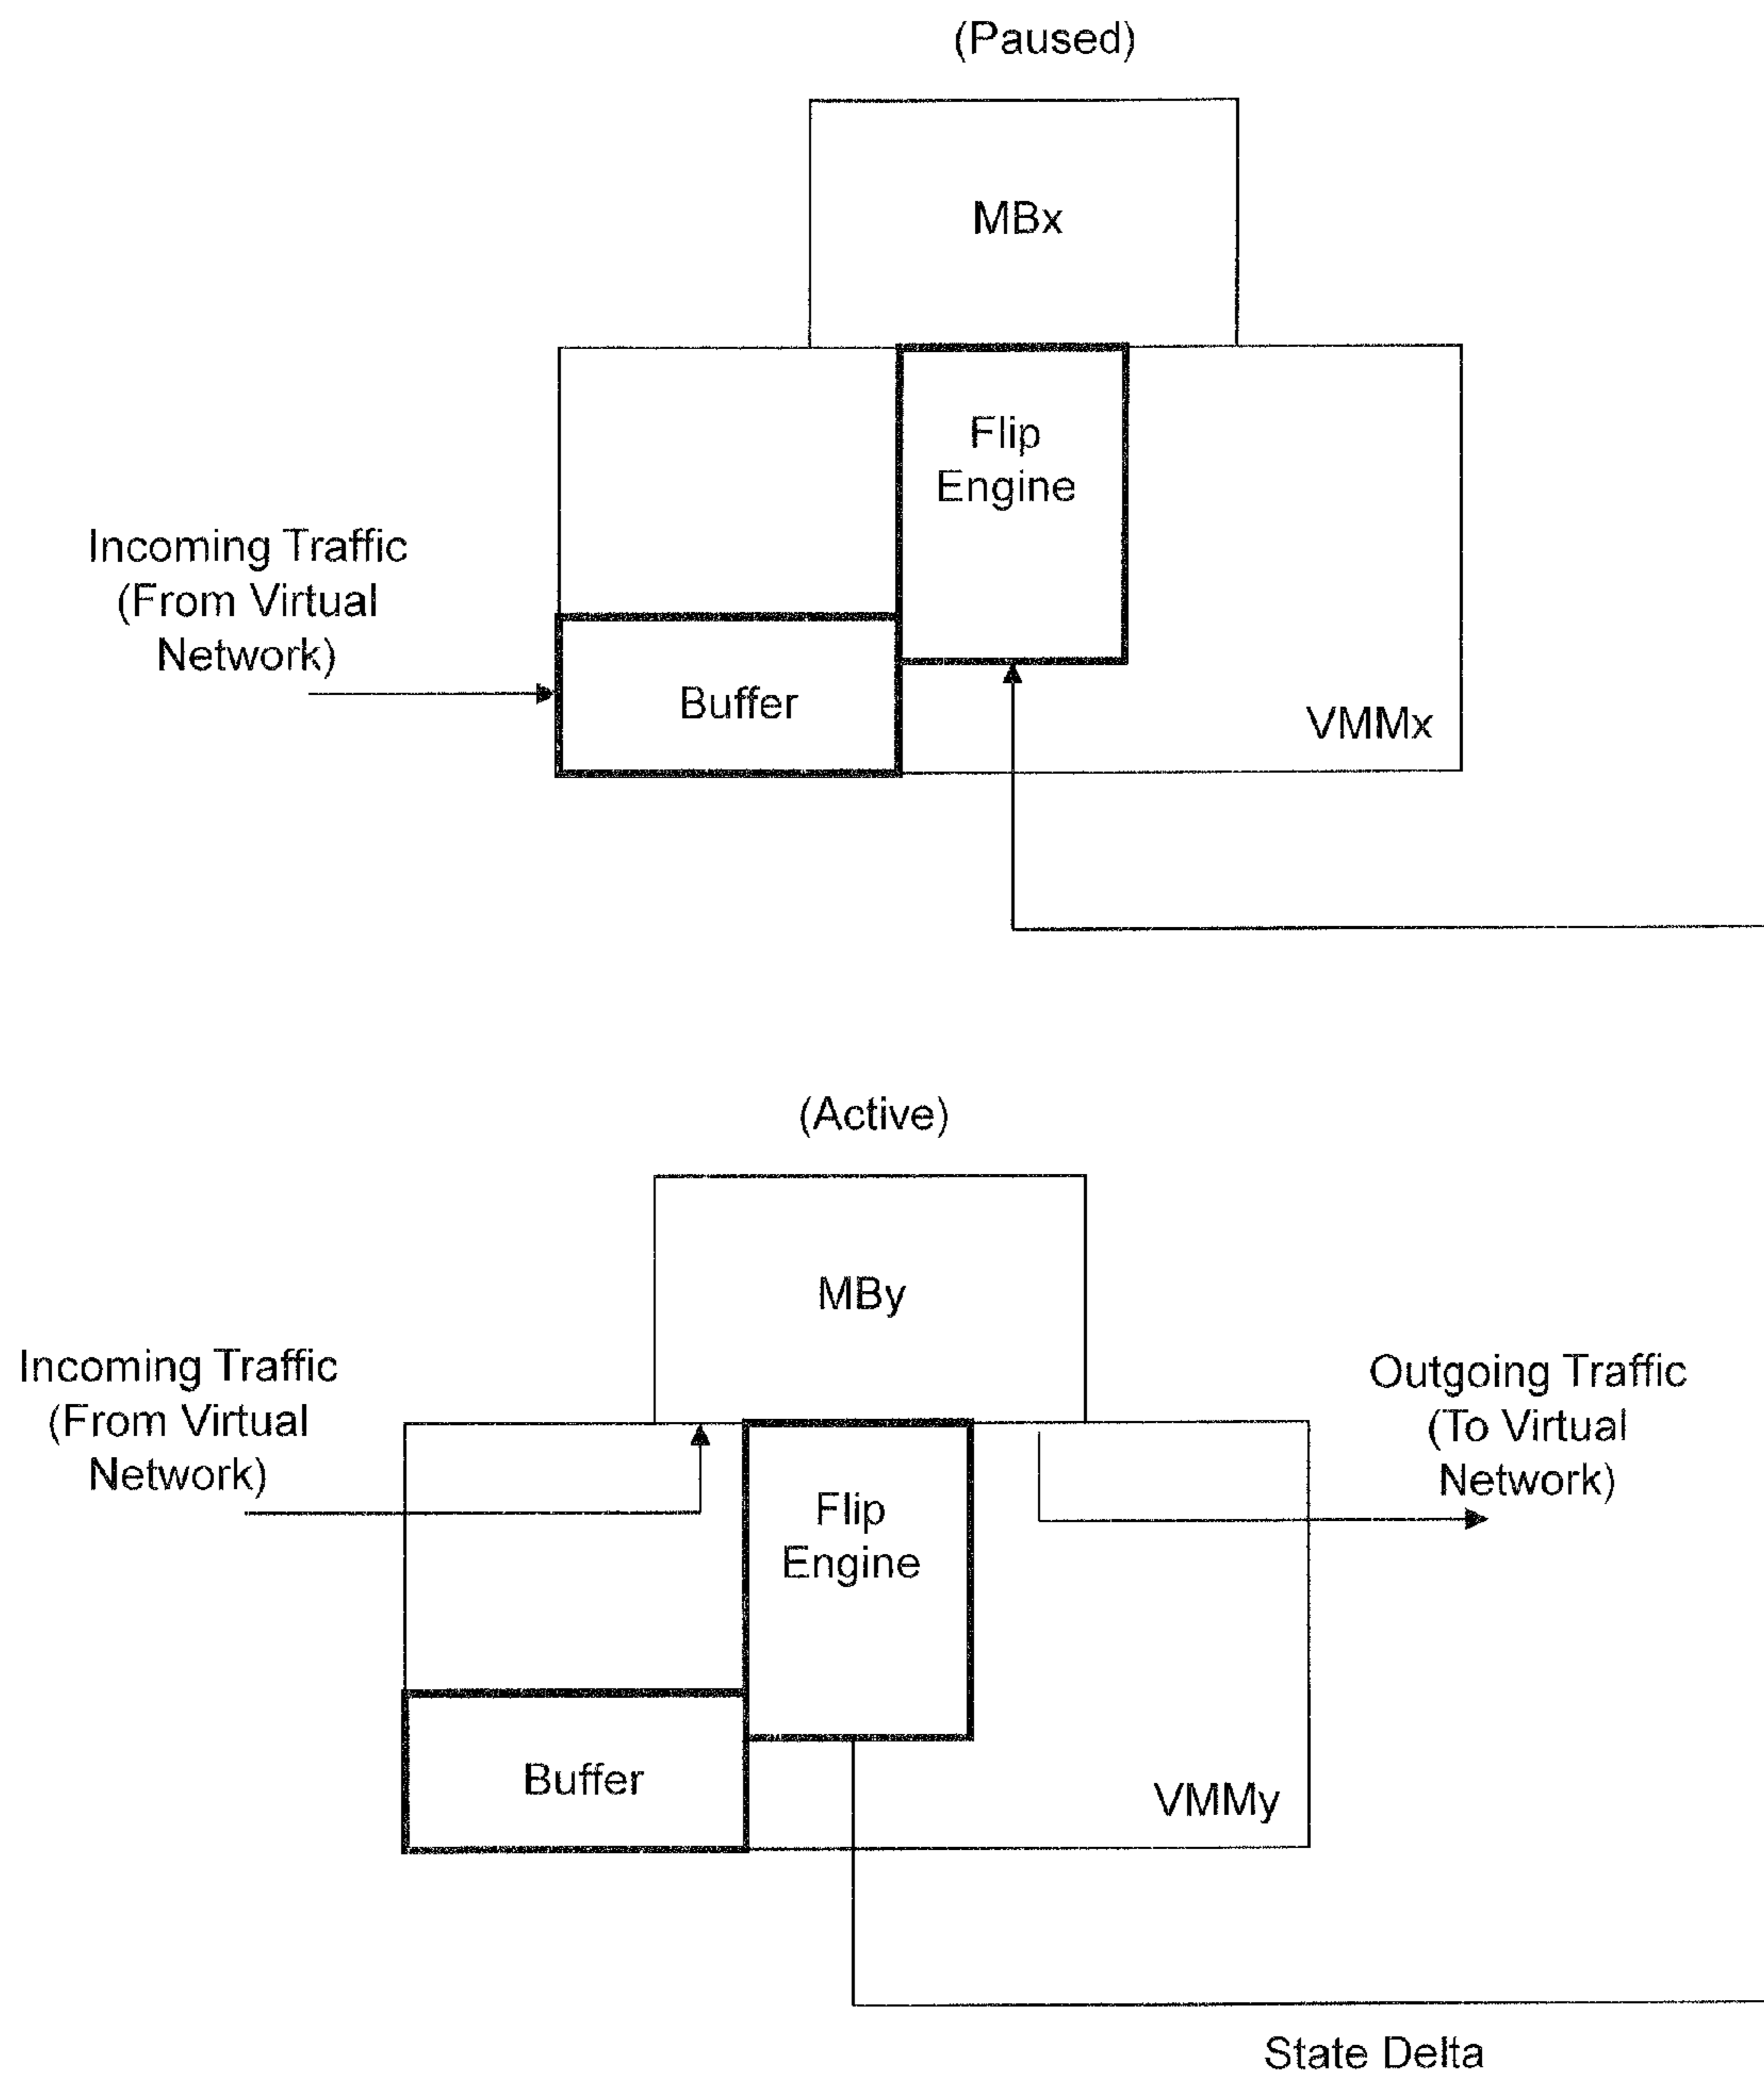 (Paused)
MBx
Flip
Engine
Incoming Traffic
(From Virtual
Network)
Buffer
VMMx
(Active)
MBy
Incoming Traffic
(From Virtual
Network)
Outgoing Traffic
(To Virtual
Network)
Flip
Engine
Buffer
VMMy
State Delta